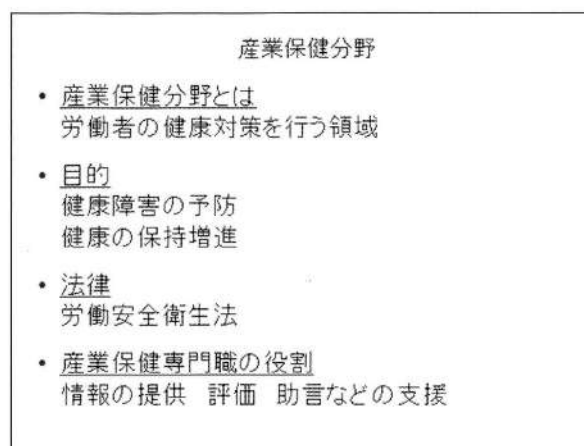 産業保健分野
• 産業保健分野とは
労働者の健康対策を行う領域
• 目的
健康障害の予防
健康の保持増進
• 法律
労働安全衛生法
• 産業保健専門職の役割
情報の提供 評価 助言などの支援